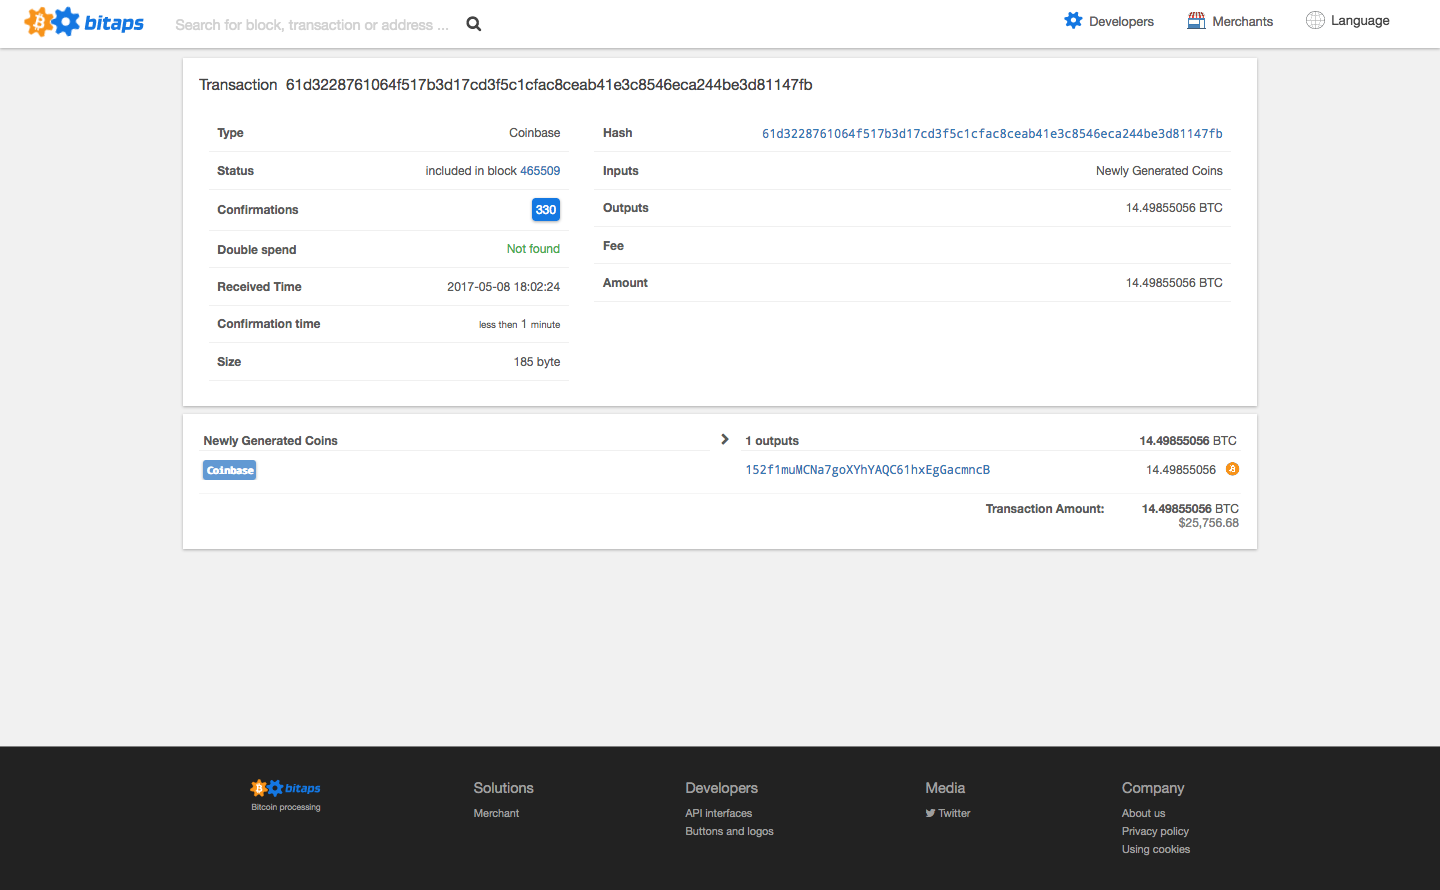 bitaps
Search for block, transaction or address ...
Developers
Merchants
Language
Transaction 61d3228761064f517b3d17cd3f5c1cfac8ceab41e3c8546eca244be3d81147fb
Type Coinbase
Status included in block 465509
Confirmations 330
Double spend Not found
Received Time 2017-05-08 18:02:24
Confirmation time less then 1 minute
Size 185 byte
Hash 61d3228761064f517b3d17cd3f5c1cfac8ceab41e3c8546eca244be3d81147fb
Inputs Newly Generated Coins
Outputs 14.49855056 BTC
Fee
Amount 14.49855056 BTC
Newly Generated Coins
Coinbase
1 outputs 14.49855056 BTC
152f1muMCNa7goXYhYAQC61hxEgGacmncB 14.49855056
Transaction Amount: 14.49855056 BTC
$25,756.68
bitaps
Bitcoin processing
Solutions
Merchant
Developers
API interfaces
Buttons and logos
Media
Twitter
Company
About us
Privacy policy
Using cookies